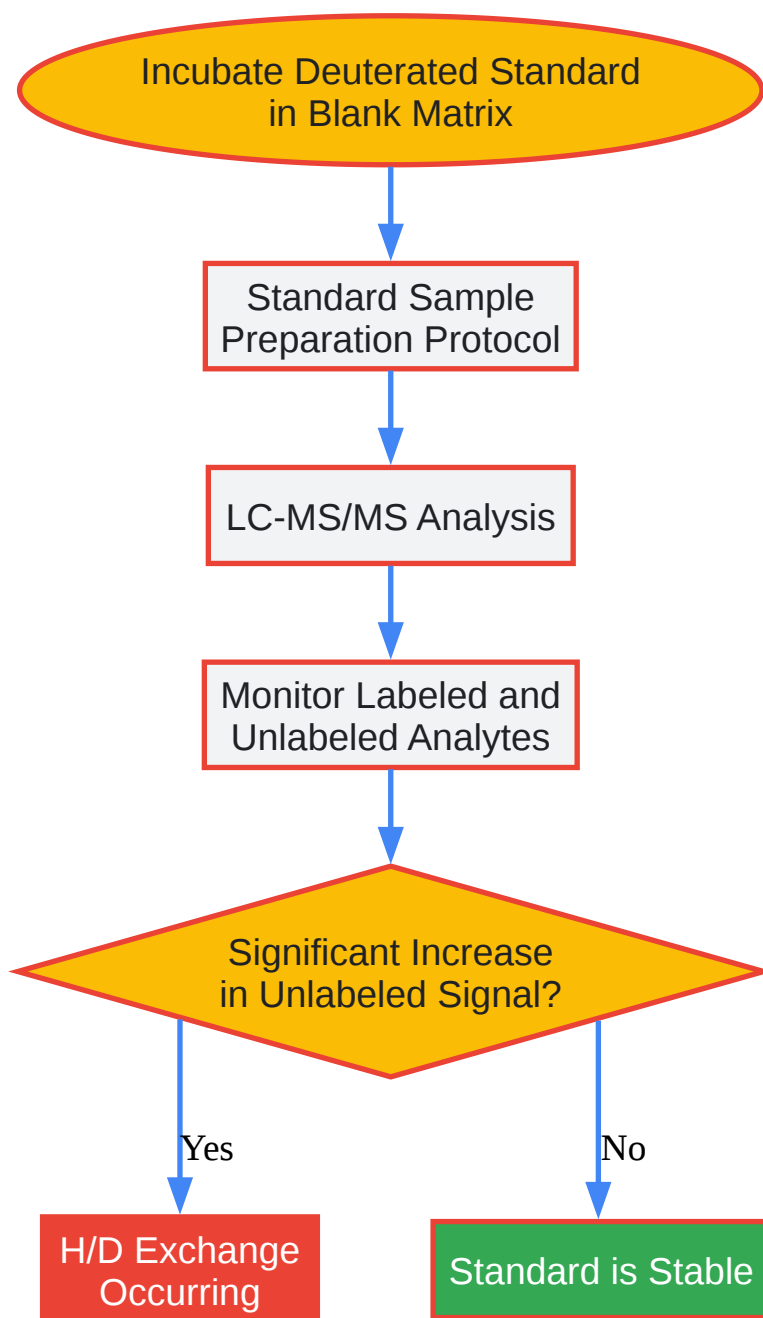 Incubate Deuterated Standard
in Blank Matrix
Standard Sample
Preparation Protocol
LC-MS/MS Analysis
Monitor Labeled and
Unlabeled Analytes
Significant Increase
in Unlabeled Signal?
Yes
No
H/D Exchange
Occurring
Standard is Stable